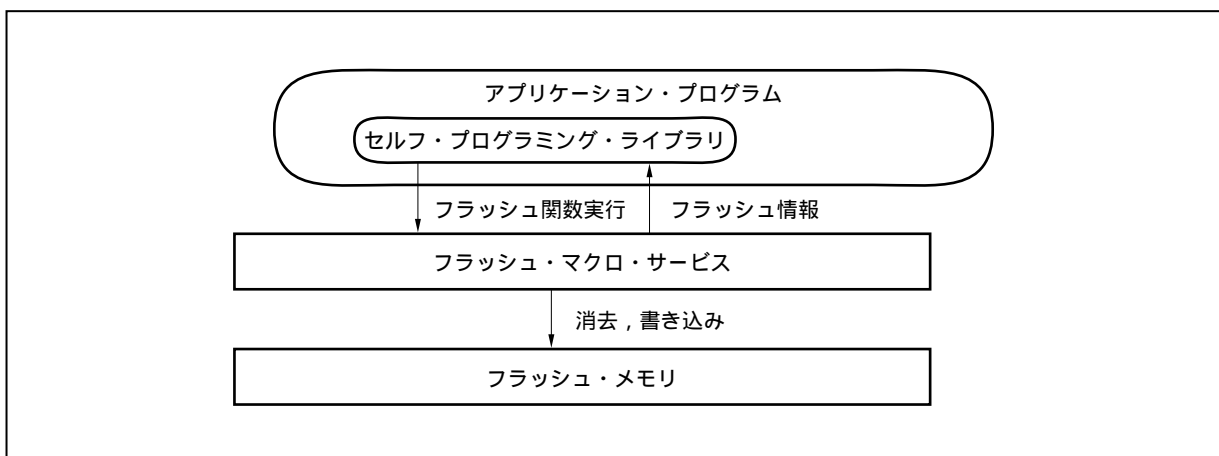 アプリケーション・プログラム
セルフ・プログラミング・ライブラリ
フラッシュ関数実行
フラッシュ情報
フラッシュ・マクロ・サービス
消去，書き込み
フラッシュ・メモリ